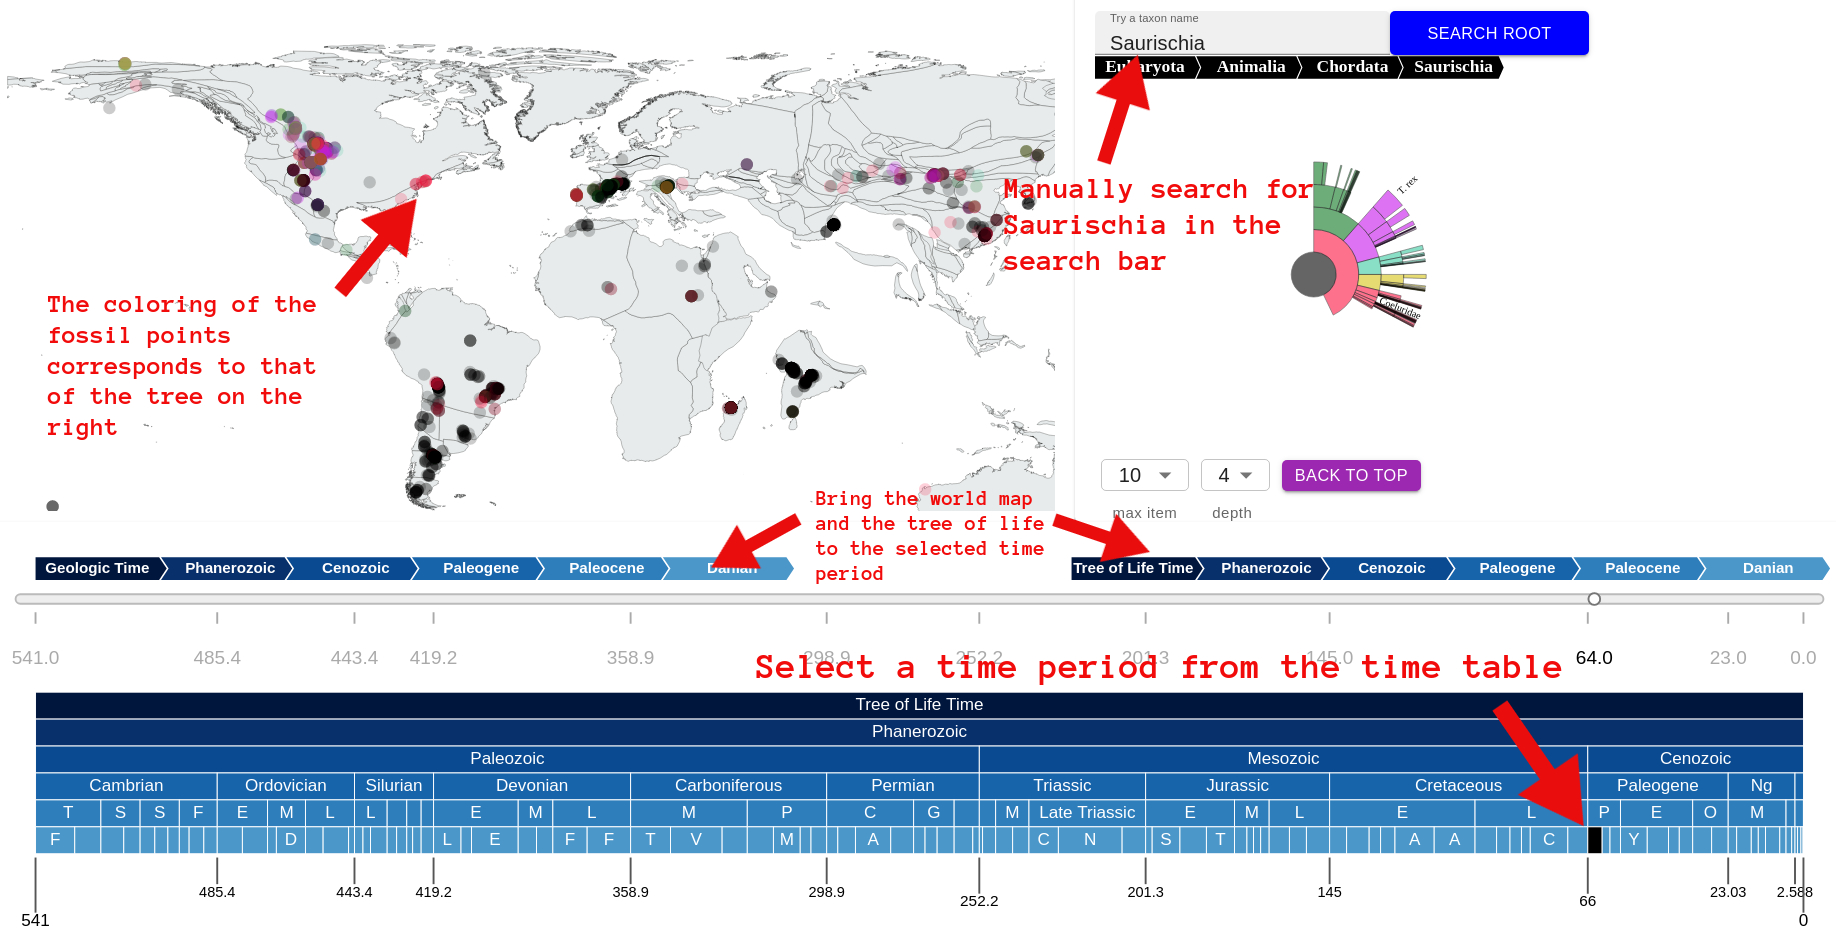 Try a taxon name
Saurischia
SEARCH ROOT
Eukaryota Animalia Chordata Saurischia
T. rex
Coeluridae
Manually search for
Saurischia in the
search bar
The coloring of the
fossil points
corresponds to that
of the tree on the
right
10 4 BACK TO TOP
max item depth
Bring the world map
and the tree of life
to the selected time
period
Geologic Time Phanerozoic Cenozoic Paleogene Paleocene Danian
Tree of Life Time Phanerozoic Cenozoic Paleogene Paleocene Danian
541.0 485.4 443.4 419.2 358.9 298.9 252.2 201.3 145.0 64.0 23.0 0.0
Select a time period from the time table
Tree of Life Time
Phanerozoic
Paleozoic Mesozoic Cenozoic
Cambrian Ordovician Silurian Devonian Carboniferous Permian Triassic Jurassic Cretaceous Paleogene Ng
T S S F E M L L E M L M P C G M Late Triassic E M L E L P E O M
F D L E F F T V M A C N S T A A C Y
485.4 443.4 419.2 358.9 298.9 252.2 201.3 145 66 23.03 2.588
541 0